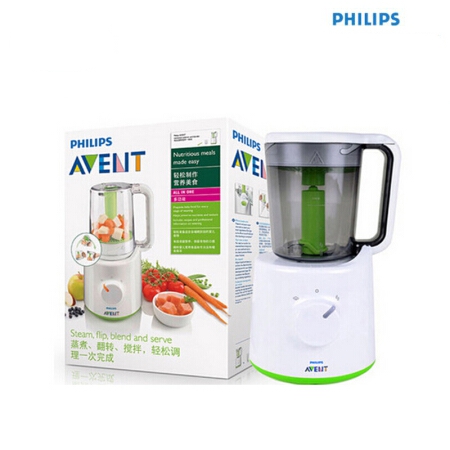 PHILIPS
PHILIPS
AVENT
Nutritious meals
made easy
轻松制作
营养美食
ALL IN ONE
多功能
Steam, flip, blend and serve
蒸煮、翻转、搅拌，轻松调
理一次完成
PHILIPS
AVE
PHILIPS
AVENT